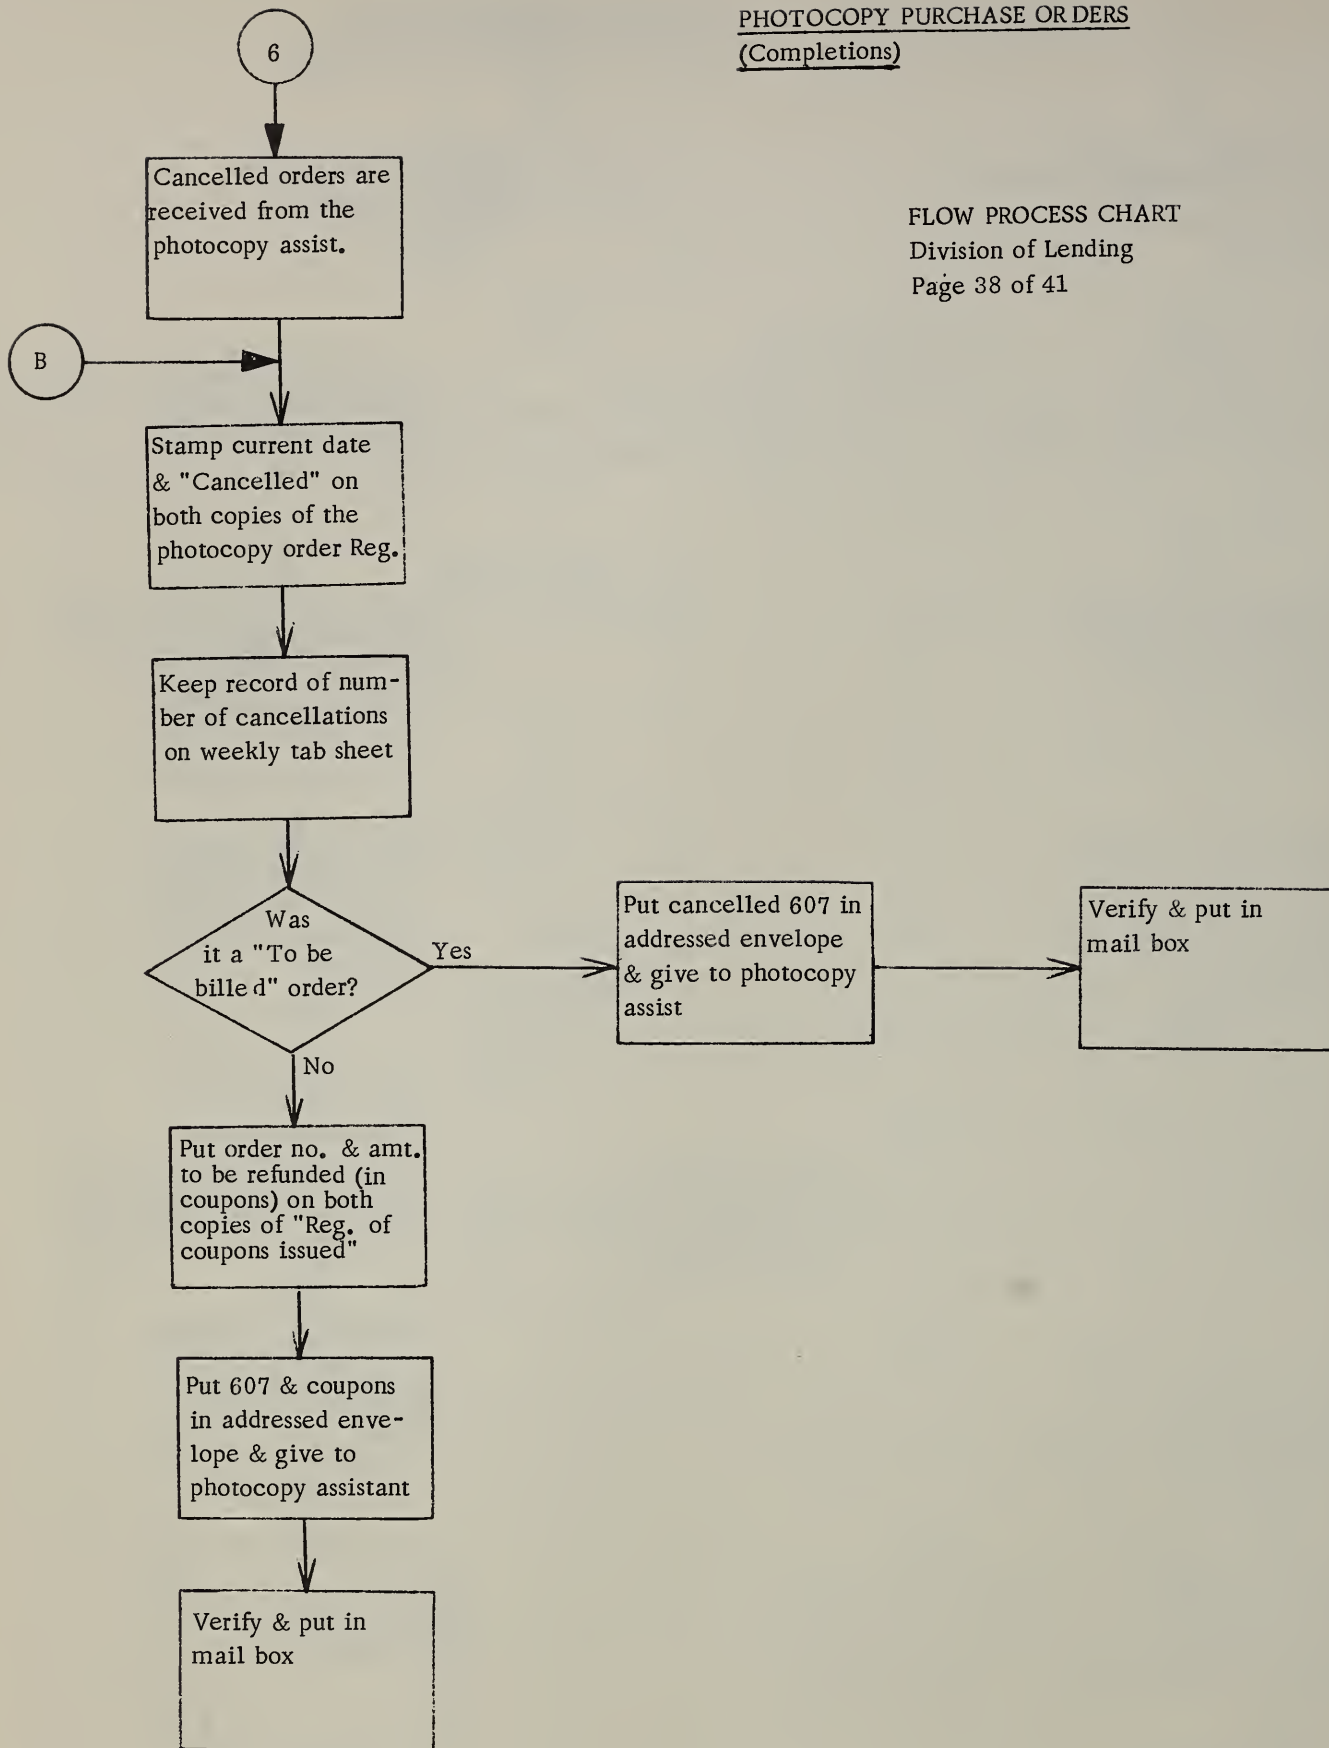 PHOTOCOPY PURCHASE ORDERS
(Completions)
6
Cancelled orders are
received from the
photocopy assist.
FLOW PROCESS CHART
Division of Lending
Page 38 of 41
B
Stamp current date
& "Cancelled" on
both copies of the
photocopy order Reg.
Keep record of num-
ber of cancellations
on weekly tab sheet
Was
it a "To be
billed" order?
Yes
Put cancelled 607 in
addressed envelope
& give to photocopy
assist
Verify & put in
mail box
No
Put order no. & amt.
to be refunded (in
coupons) on both
copies of "Reg. of
coupons issued"
Put 607 & coupons
in addressed enve-
lope & give to
photocopy assistant
Verify & put in
mail box